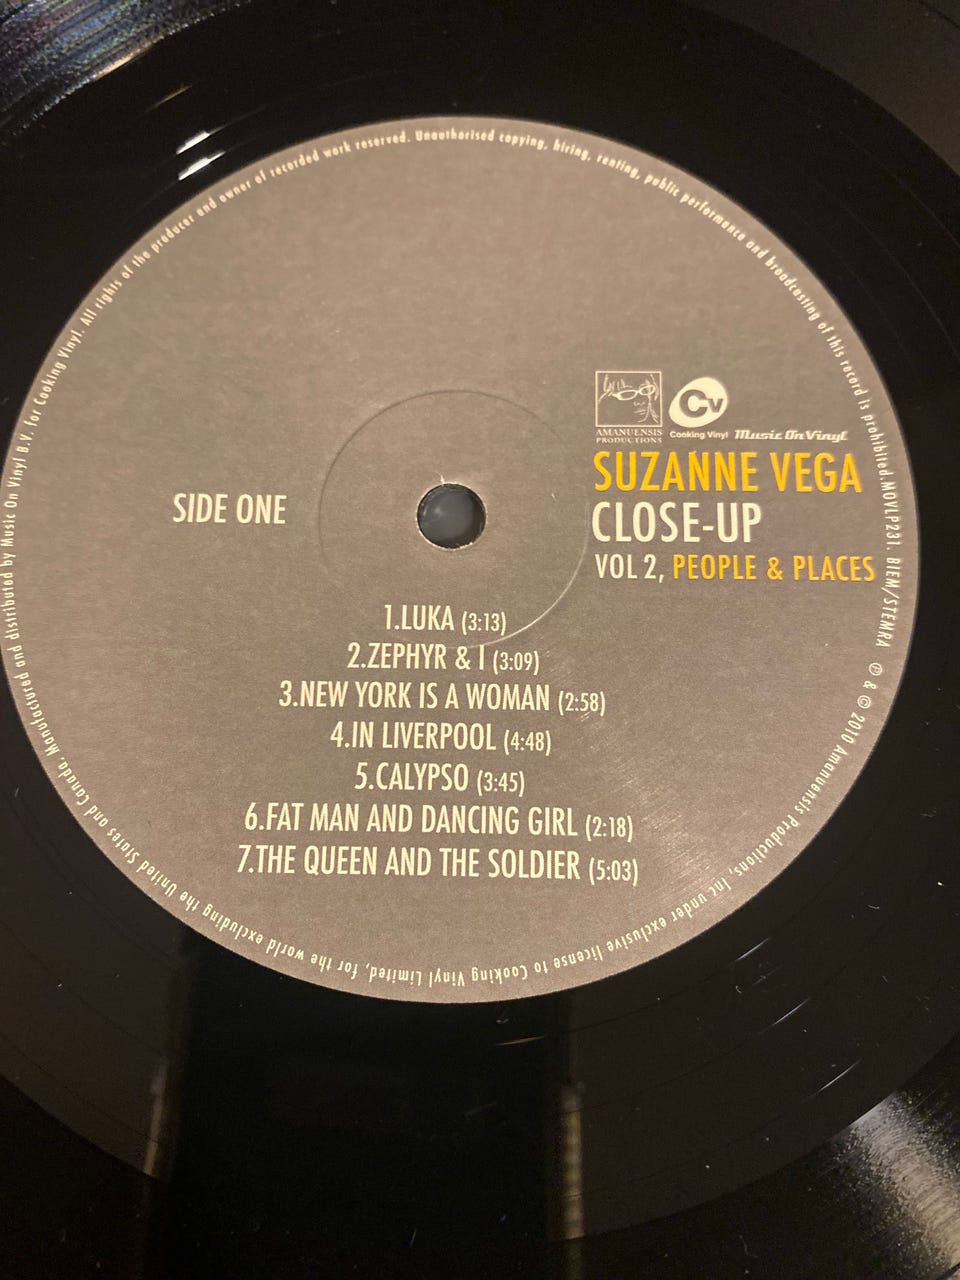 Manufactured and distributed by Music On Vinyl B.V. for Cooking Vinyl. All rights of the producer and owner of recorded work reserved. Unauthorised copying, hiring, renting, public performance and broadcasting of this record is prohibited. MOVLP231. BIEM/STEMRA
℗ & © 2010 Amanuensis Productions, Inc under exclusive license to Cooking Vinyl Limited, for the world excluding the United States and Canada.
AMANUENSIS
PRODUCTIONS
Cv
Cooking Vinyl
Music On Vinyl
SUZANNE VEGA
CLOSE-UP
VOL 2, PEOPLE & PLACES
SIDE ONE
1.LUKA (3:13)
2.ZEPHYR & I (3:09)
3.NEW YORK IS A WOMAN (2:58)
4.IN LIVERPOOL (4:48)
5.CALYPSO (3:45)
6.FAT MAN AND DANCING GIRL (2:18)
7.THE QUEEN AND THE SOLDIER (5:03)